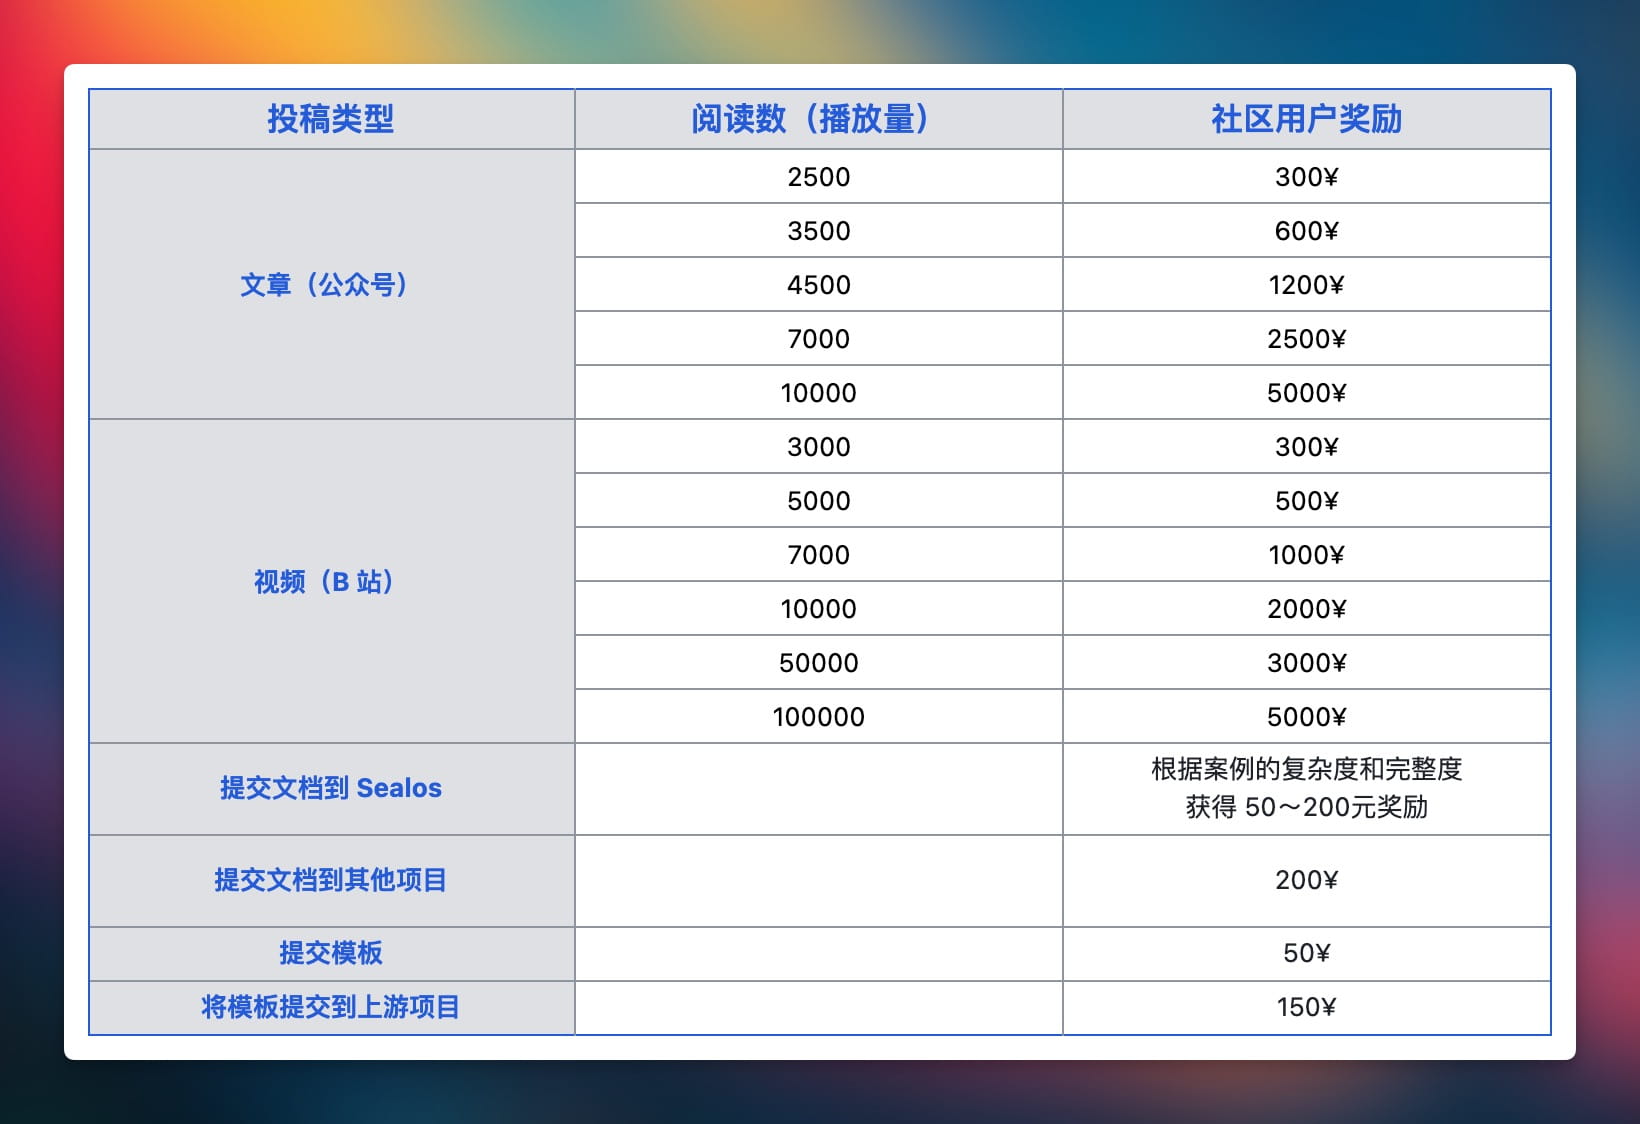 投稿类型 阅读数（播放量） 社区用户奖励
文章（公众号）
2500 300¥
3500 600¥
4500 1200¥
7000 2500¥
10000 5000¥
视频（B 站）
3000 300¥
5000 500¥
7000 1000¥
10000 2000¥
50000 3000¥
100000 5000¥
提交文档到 Sealos
根据案例的复杂度和完整度
获得 50～200元奖励
提交文档到其他项目 200¥
提交模板 50¥
将模板提交到上游项目 150¥